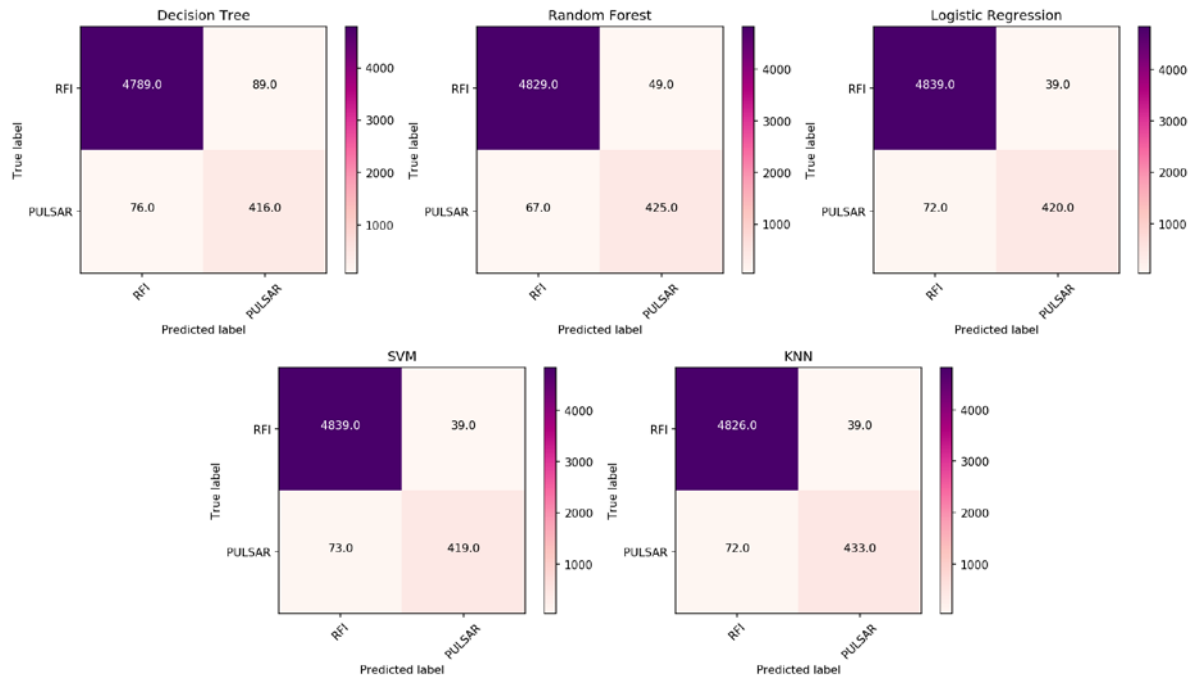 Decision Tree
RFI
PULSAR
True label
4789.0
89.0
76.0
416.0
RFI
PULSAR
Predicted label
4000
3000
2000
1000
Random Forest
RFI
PULSAR
True label
4829.0
49.0
67.0
425.0
RFI
PULSAR
Predicted label
4000
3000
2000
1000
Logistic Regression
RFI
PULSAR
True label
4839.0
39.0
72.0
420.0
RFI
PULSAR
Predicted label
4000
3000
2000
1000
SVM
RFI
PULSAR
True label
4839.0
39.0
73.0
419.0
RFI
PULSAR
Predicted label
4000
3000
2000
1000
KNN
RFI
PULSAR
True label
4826.0
39.0
72.0
433.0
RFI
PULSAR
Predicted label
4000
3000
2000
1000